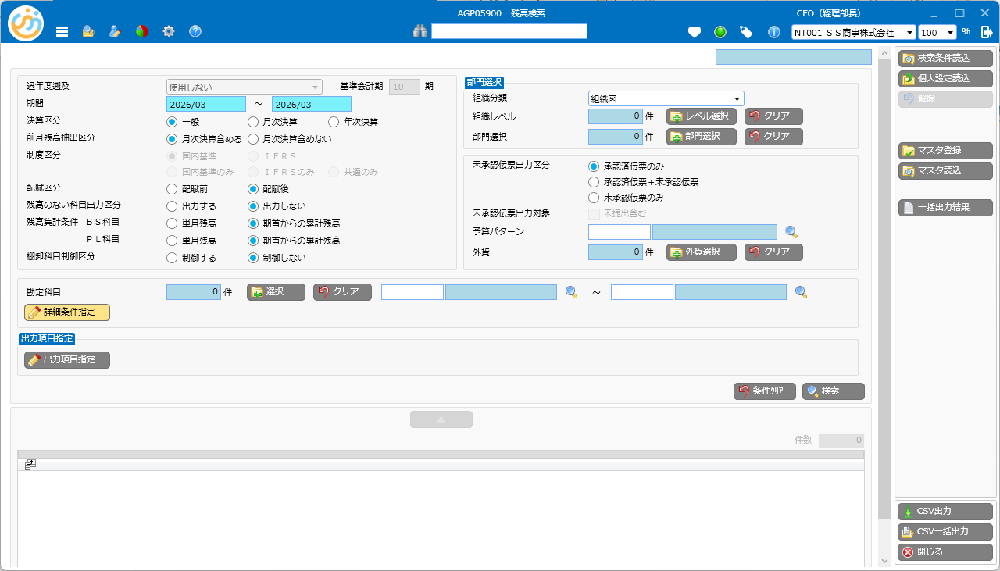 AGP05900：残高検索
CFO（経理部長）
NT001 ＳＳ商事株式会社
100
%
過年度遡及
使用しない
基準会計期
10
期
期間
2026/03
～
2026/03
決算区分
一般
月次決算
年次決算
前月残高抽出区分
月次決算含める
月次決算含めない
制度区分
国内基準
ＩＦＲＳ
国内基準のみ
ＩＦＲＳのみ
共通のみ
配賦区分
配賦前
配賦後
残高のない科目出力区分
出力する
出力しない
残高集計条件　ＢＳ科目
単月残高
期首からの累計残高
ＰＬ科目
単月残高
期首からの累計残高
棚卸科目制御区分
制御する
制御しない
部門選択
組織分類
組織図
組織レベル
0
件
レベル選択
クリア
部門選択
0
件
部門選択
クリア
未承認伝票出力区分
承認済伝票のみ
承認済伝票＋未承認伝票
未承認伝票のみ
未承認伝票出力対象
未提出含む
予算パターン
外貨
0
件
外貨選択
クリア
勘定科目
0
件
選択
クリア
～
詳細条件指定
出力項目指定
出力項目指定
条件ｸﾘｱ
検索
件数
0
検索条件読込
個人設定読込
解除
マスタ登録
マスタ読込
一括出力結果
CSV出力
CSV一括出力
閉じる